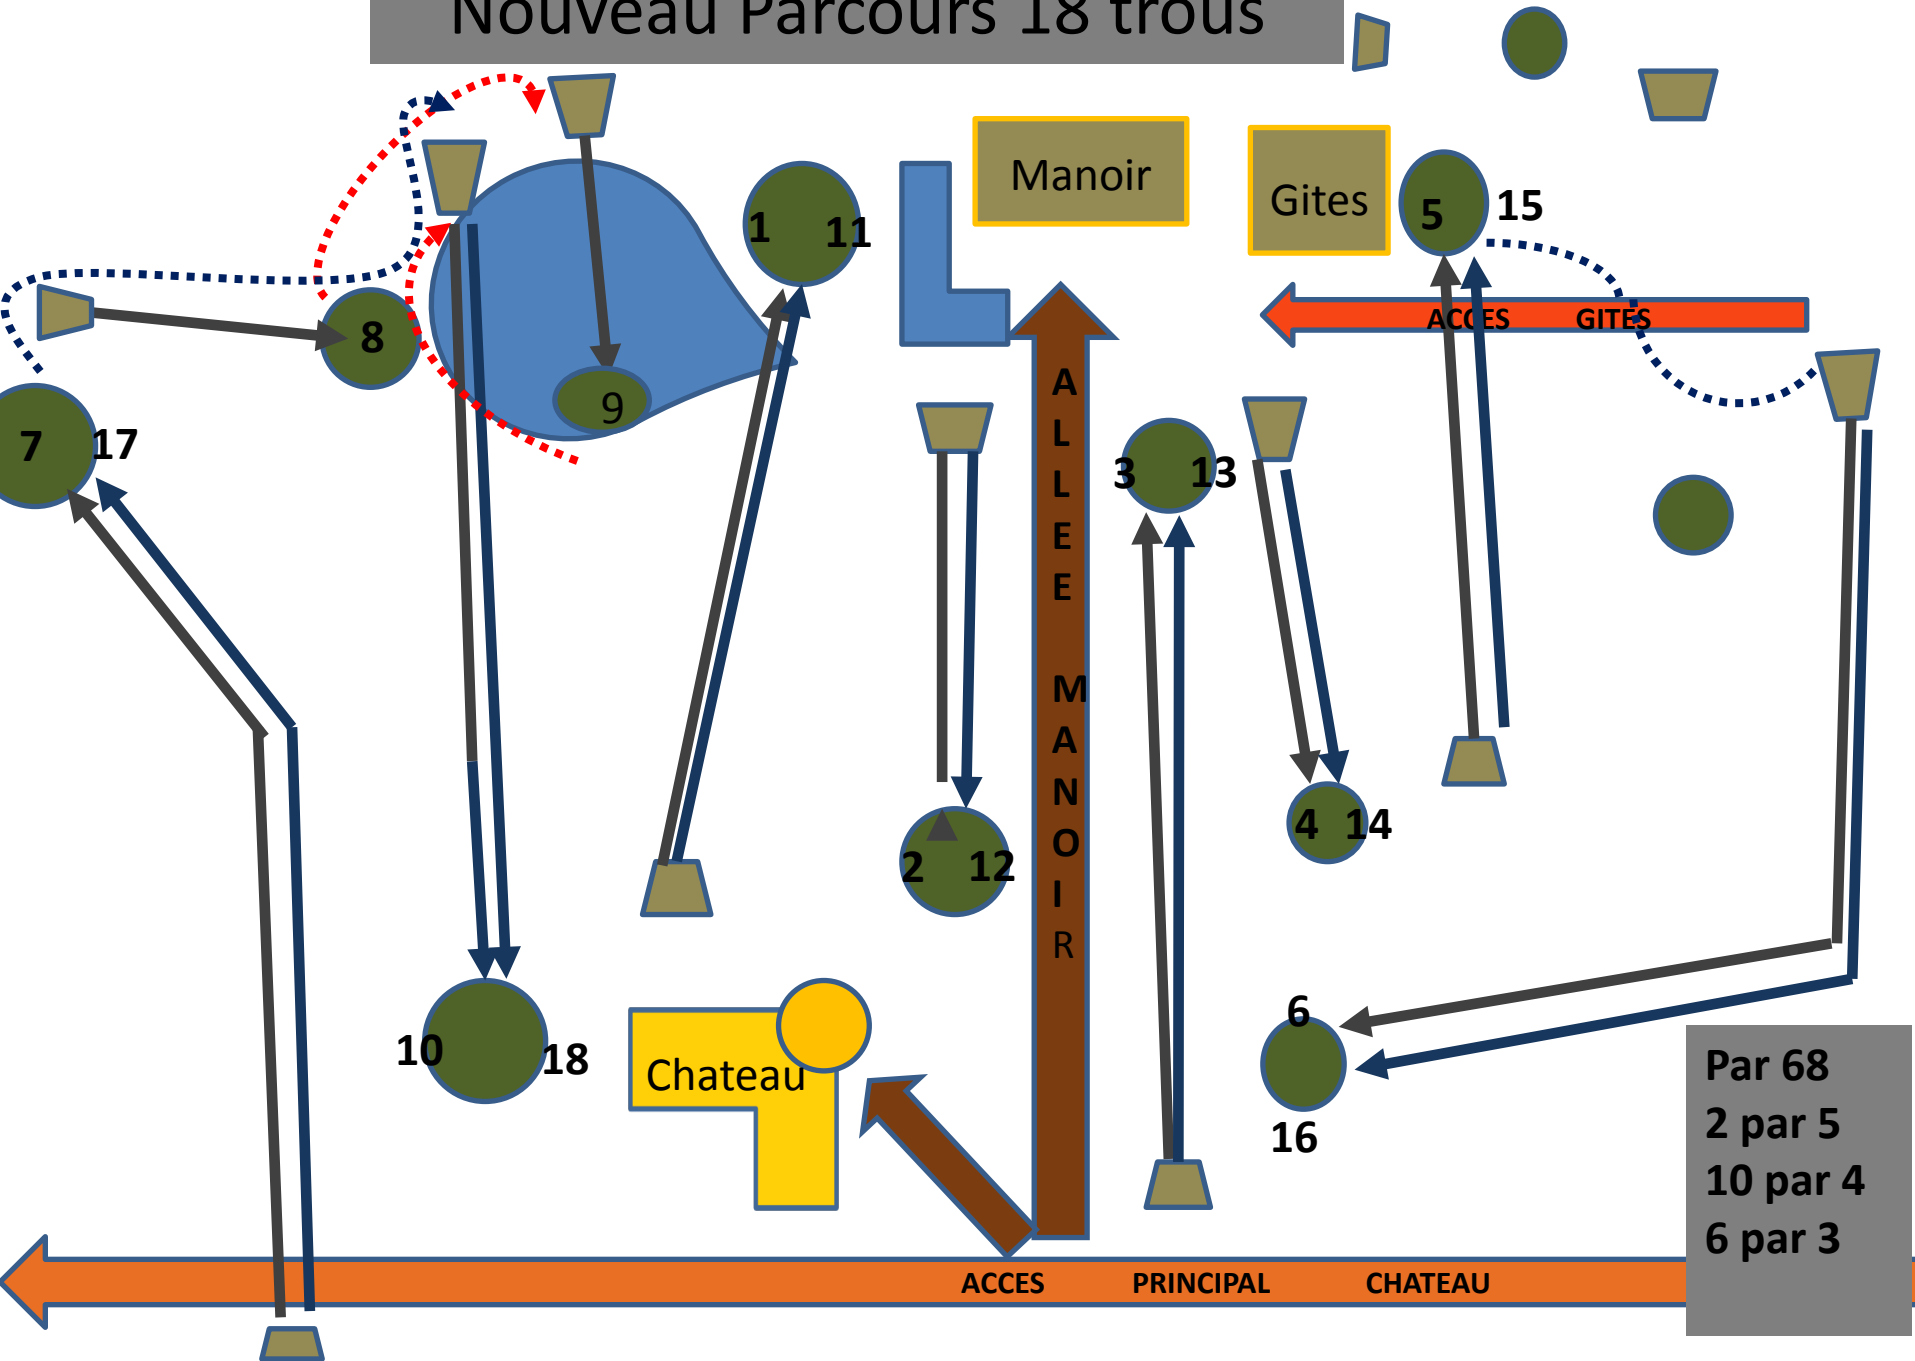 Nouveau Parcours 18 trous
Manoir
Gites
5
15
1
11
ACCES GITES
8
9
7
17
3
13
ALLEE MANOIR
4
14
2
12
6
10
18
Chateau
16
Par 68
2 par 5
10 par 4
6 par 3
ACCES PRINCIPAL CHATEAU